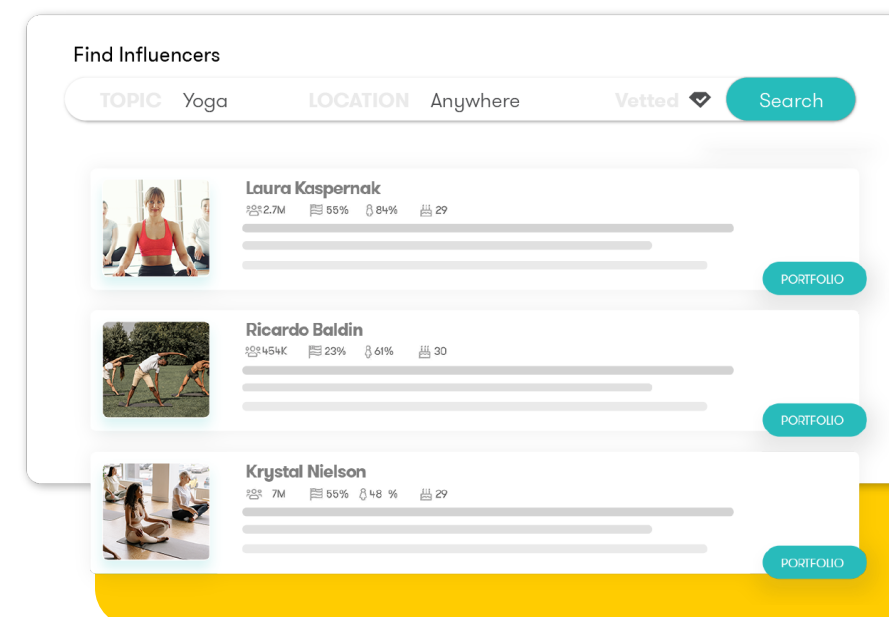 Find Influencers
TOPIC Yoga LOCATION Anywhere Vetted Search
Laura Kaspernak
2.7M 55% 84% 29
PORTFOLIO
Ricardo Baldin
454K 23% 61% 30
PORTFOLIO
Krystal Nielson
7M 55% 48 % 29
PORTFOLIO